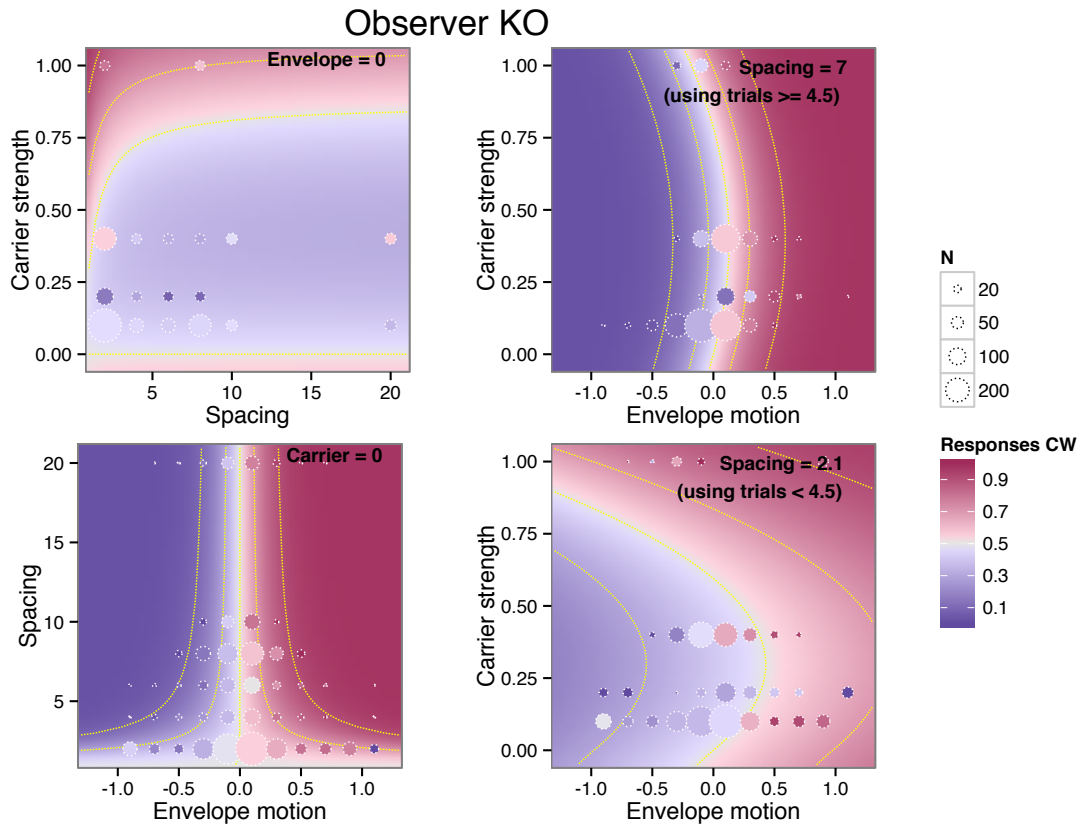 Observer KO
Envelope = 0
1.00
0.75
0.50
0.25
0.00
Carrier strength
5
10
15
20
Spacing
Spacing = 7
(using trials >= 4.5)
1.00
0.75
0.50
0.25
0.00
Carrier strength
-1.0
-0.5
0.0
0.5
1.0
Envelope motion
Carrier = 0
20
15
10
5
Spacing
-1.0
-0.5
0.0
0.5
1.0
Envelope motion
Spacing = 2.1
(using trials < 4.5)
1.00
0.75
0.50
0.25
0.00
Carrier strength
-1.0
-0.5
0.0
0.5
1.0
Envelope motion
N
20
50
100
200
Responses CW
0.9
0.7
0.5
0.3
0.1